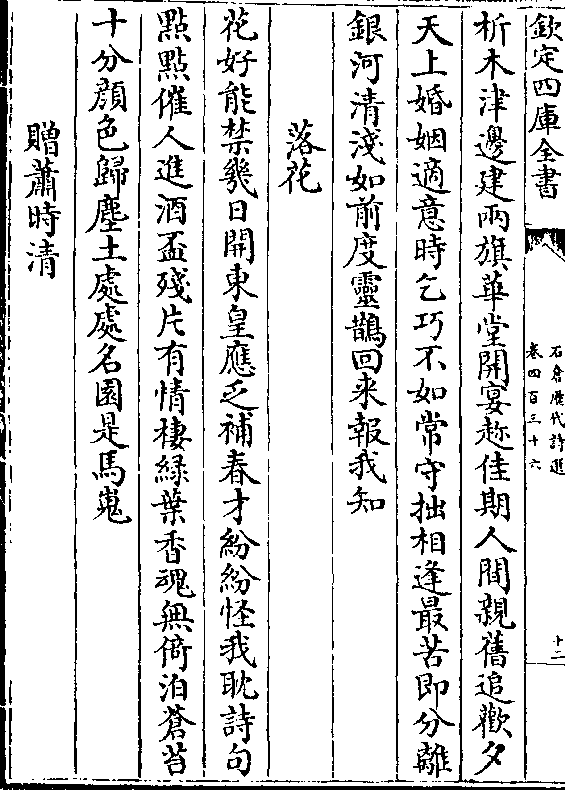 欽定四庫全書
石倉歷代詩選
卷四百三十六
十二
析木津邊建兩旗華堂開宴趂佳期人間親舊追歡夕
天上婚姻適意時乞巧不如常守拙相逢最苦即分離
銀河清淺如前度靈鵲回来報我知
落花
花好能禁幾日開東皇應乏補春才紛紛怪我耽詩句
點點催人進酒盃殘片有情棲綠葉香魂無倚泊蒼苔
十分顔色歸塵土處處名園是馬嵬
贈蕭時清